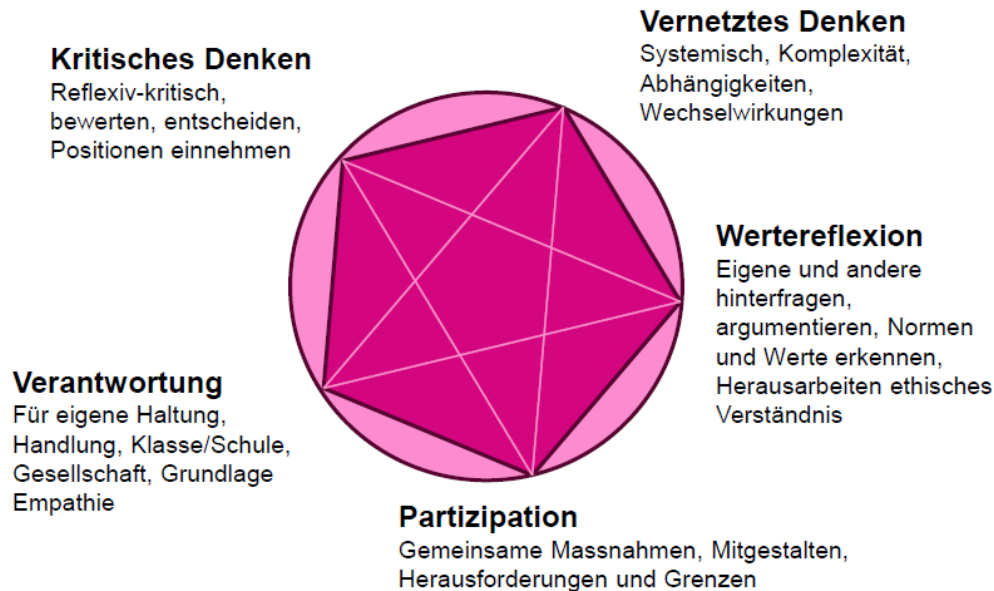 Kritisches Denken
Reflexiv-kritisch,
bewerten, entscheiden,
Positionen einnehmen
Vernetztes Denken
Systemisch, Komplexität,
Abhängigkeiten,
Wechselwirkungen
Wertereflexion
Eigene und andere
hinterfragen,
argumentieren, Normen
und Werte erkennen,
Herausarbeiten ethisches
Verständnis
Verantwortung
Für eigene Haltung,
Handlung, Klasse/Schule,
Gesellschaft, Grundlage
Empathie
Partizipation
Gemeinsame Massnahmen, Mitgestalten,
Herausforderungen und Grenzen